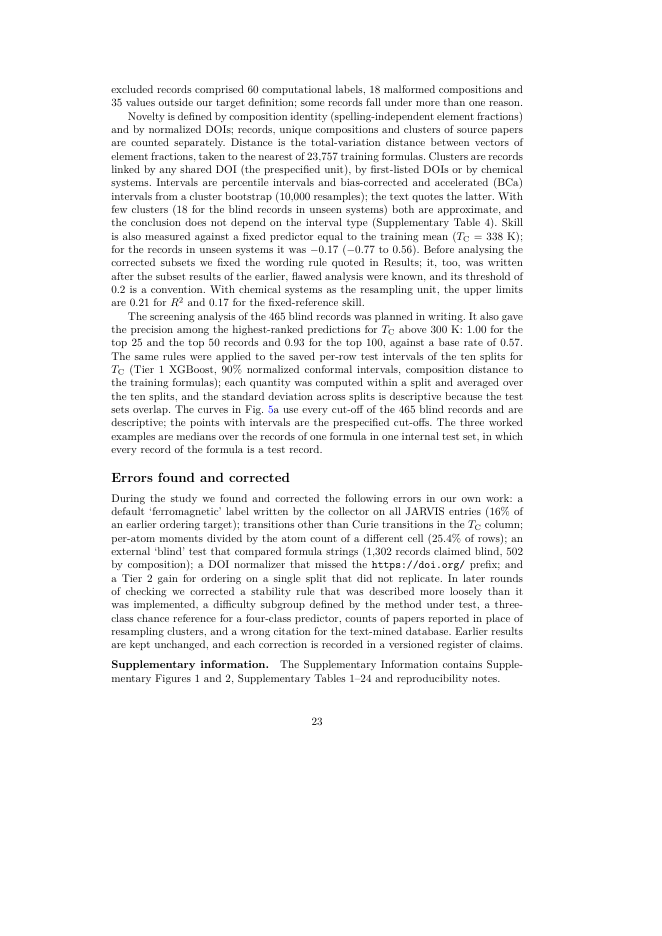 excluded records comprised 60 computational labels, 18 malformed compositions and
35 values outside our target definition; some records fall under more than one reason.
Novelty is defined by composition identity (spelling-independent element fractions)
and by normalized DOIs; records, unique compositions and clusters of source papers
are counted separately. Distance is the total-variation distance between vectors of
element fractions, taken to the nearest of 23,757 training formulas. Clusters are records
linked by any shared DOI (the prespecified unit), by first-listed DOIs or by chemical
systems. Intervals are percentile intervals and bias-corrected and accelerated (BCa)
intervals from a cluster bootstrap (10,000 resamples); the text quotes the latter. With
few clusters (18 for the blind records in unseen systems) both are approximate, and
the conclusion does not depend on the interval type (Supplementary Table 4). Skill
is also measured against a fixed predictor equal to the training mean (TC = 338 K);
for the records in unseen systems it was −0.17 (−0.77 to 0.56). Before analysing the
corrected subsets we fixed the wording rule quoted in Results; it, too, was written
after the subset results of the earlier, flawed analysis were known, and its threshold of
0.2 is a convention. With chemical systems as the resampling unit, the upper limits
are 0.21 for R2 and 0.17 for the fixed-reference skill.
The screening analysis of the 465 blind records was planned in writing. It also gave
the precision among the highest-ranked predictions for TC above 300 K: 1.00 for the
top 25 and the top 50 records and 0.93 for the top 100, against a base rate of 0.57.
The same rules were applied to the saved per-row test intervals of the ten splits for
TC (Tier 1 XGBoost, 90% normalized conformal intervals, composition distance to
the training formulas); each quantity was computed within a split and averaged over
the ten splits, and the standard deviation across splits is descriptive because the test
sets overlap. The curves in Fig. 5a use every cut-off of the 465 blind records and are
descriptive; the points with intervals are the prespecified cut-offs. The three worked
examples are medians over the records of one formula in one internal test set, in which
every record of the formula is a test record.
Errors found and corrected
During the study we found and corrected the following errors in our own work: a
default ‘ferromagnetic’ label written by the collector on all JARVIS entries (16% of
an earlier ordering target); transitions other than Curie transitions in the TC column;
per-atom moments divided by the atom count of a different cell (25.4% of rows); an
external ‘blind’ test that compared formula strings (1,302 records claimed blind, 502
by composition); a DOI normalizer that missed the https://doi.org/ prefix; and
a Tier 2 gain for ordering on a single split that did not replicate. In later rounds
of checking we corrected a stability rule that was described more loosely than it
was implemented, a difficulty subgroup defined by the method under test, a three-
class chance reference for a four-class predictor, counts of papers reported in place of
resampling clusters, and a wrong citation for the text-mined database. Earlier results
are kept unchanged, and each correction is recorded in a versioned register of claims.
Supplementary information. The Supplementary Information contains Supple-
mentary Figures 1 and 2, Supplementary Tables 1–24 and reproducibility notes.
23